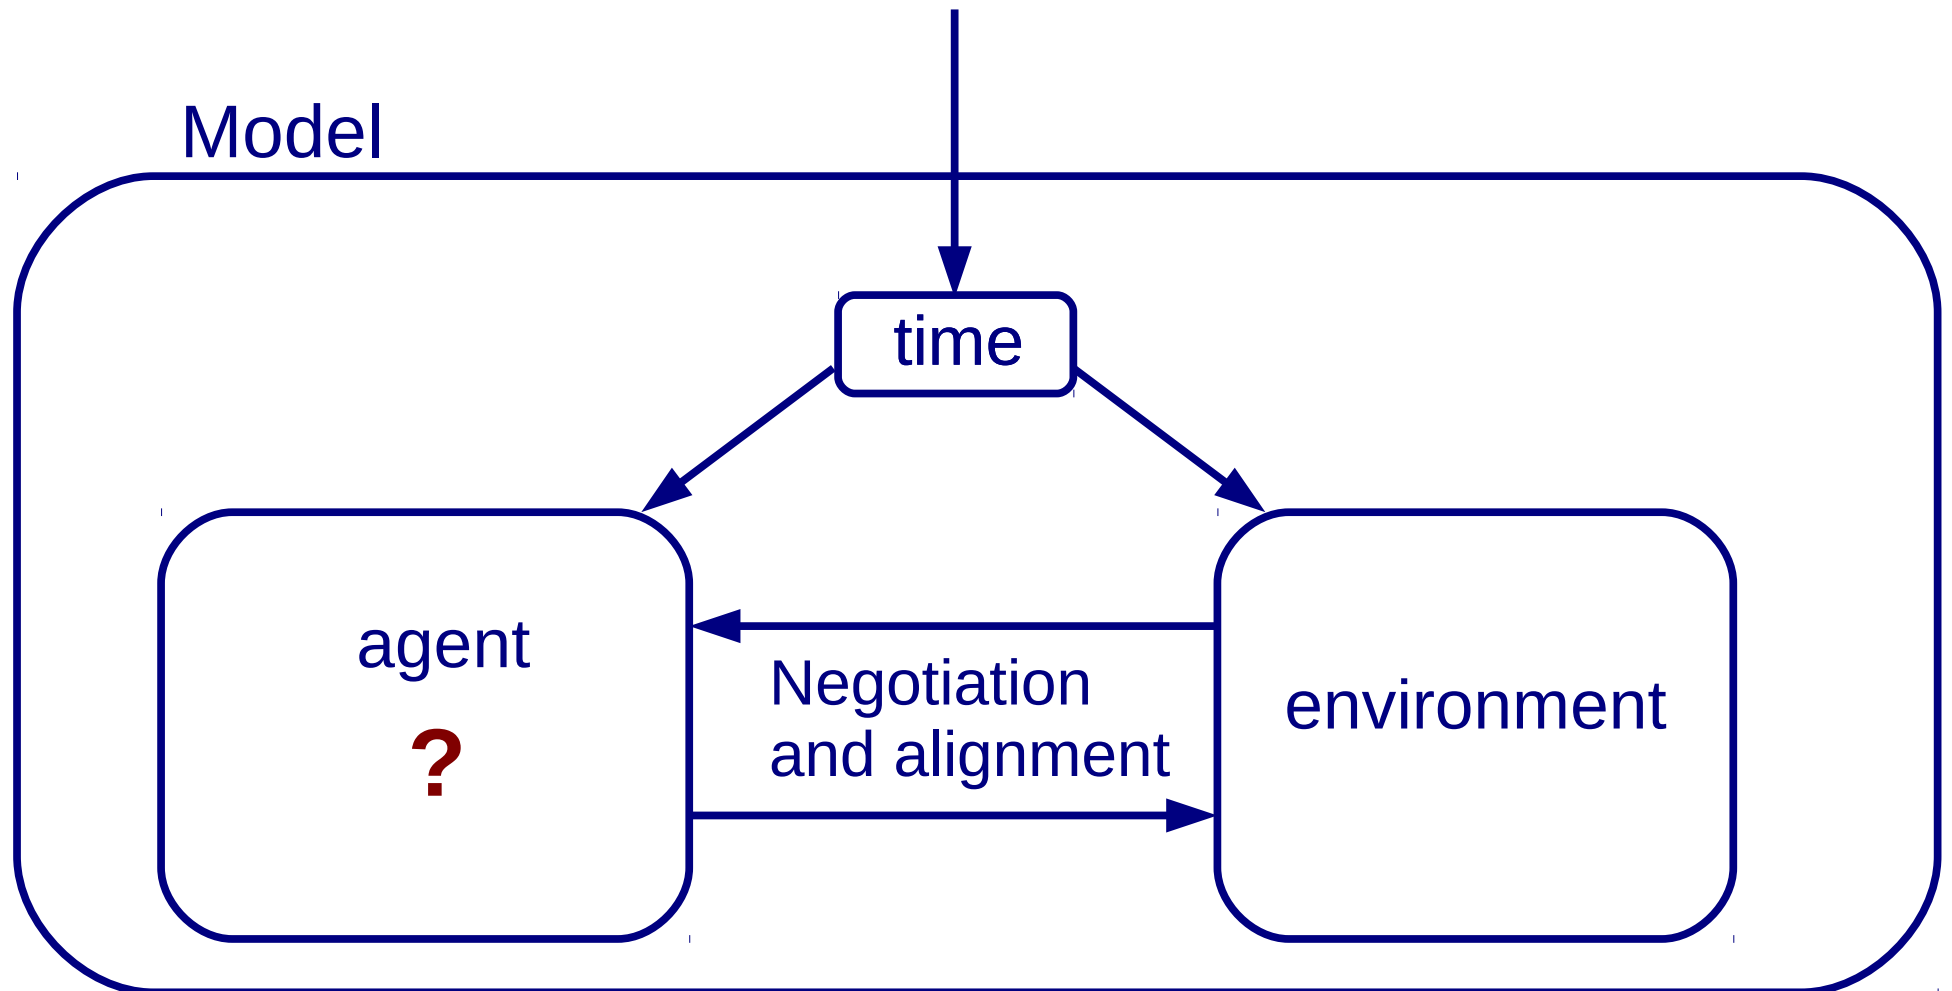 Model
time
agent
?
Negotiation
and alignment
environment